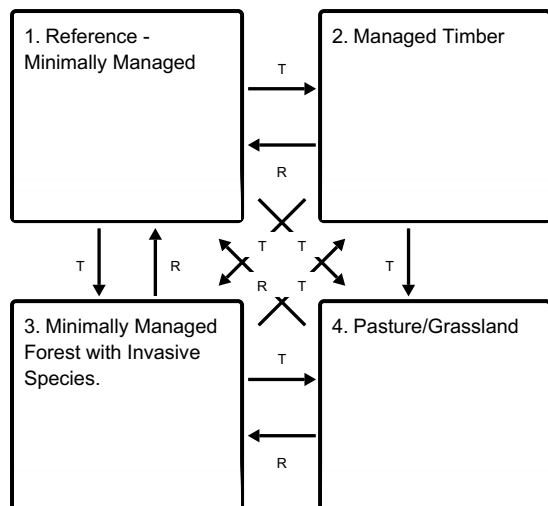 1. Reference -
Minimally Managed
2. Managed Timber
T
R
T
R
T
T
R
T
T
3. Minimally Managed
Forest with Invasive
Species.
4. Pasture/Grassland
T
R